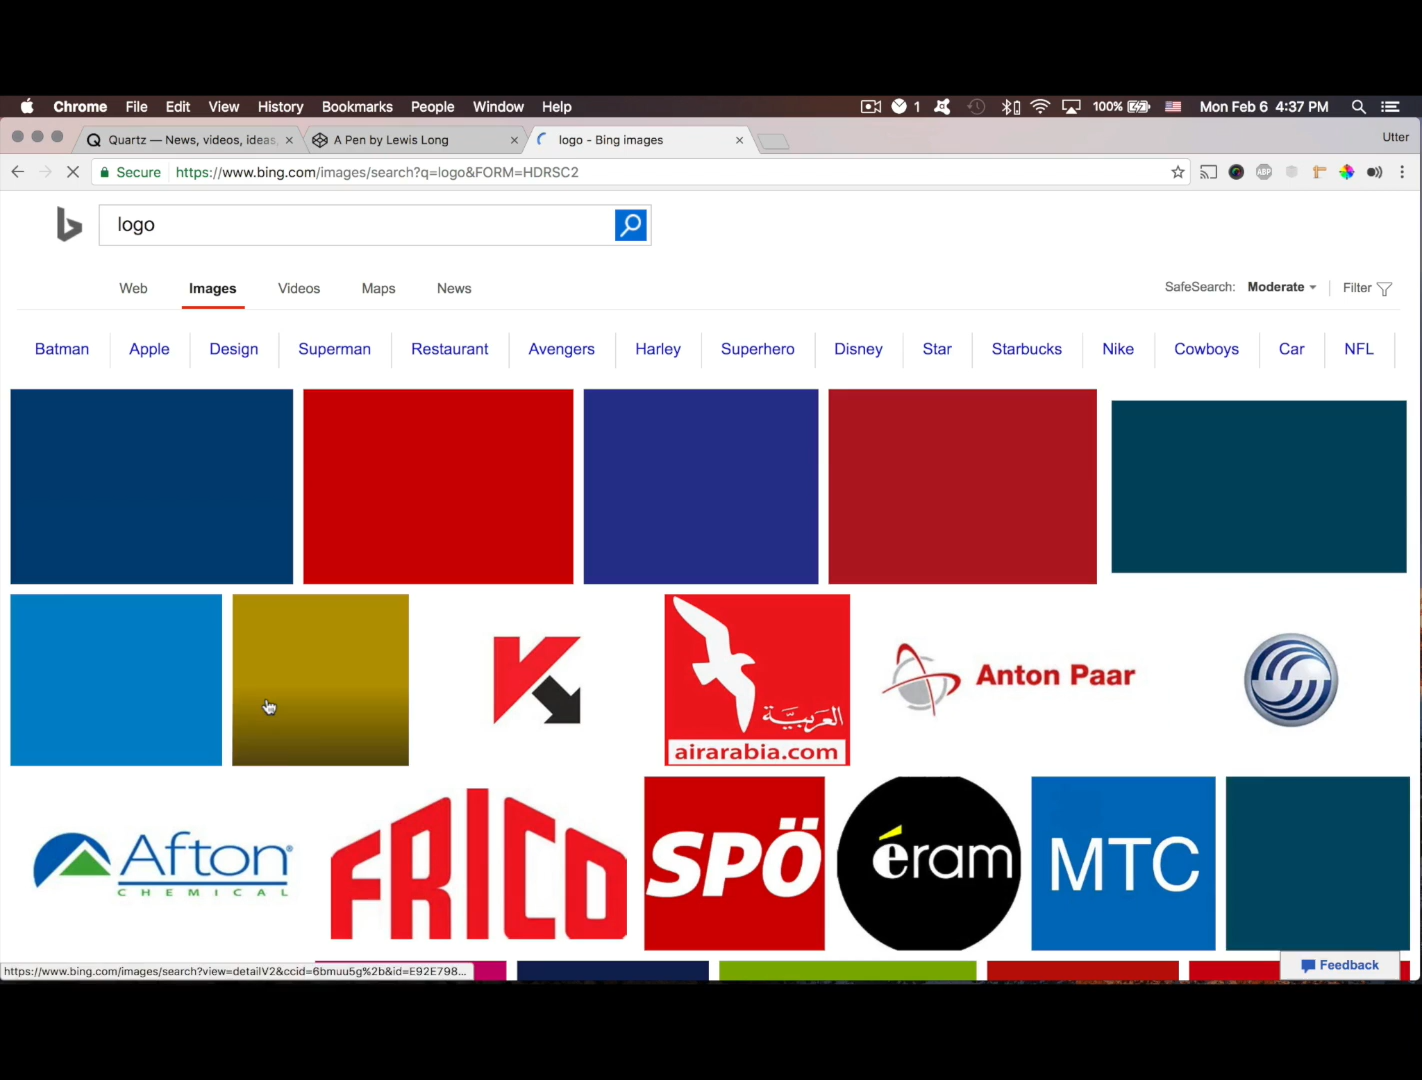 Chrome File Edit View History Bookmarks People Window Help 1 100% Mon Feb 6 4:37 PM
Quartz — News, videos, ideas, A Pen by Lewis Long logo - Bing images Utter
Secure https://www.bing.com/images/search?q=logo&FORM=HDRSC2 ABP
logo
Web Images Videos Maps News SafeSearch: Moderate Filter
Batman Apple Design Superman Restaurant Avengers Harley Superhero Disney Star Starbucks Nike Cowboys Car NFL
العربيّة
airarabia.com
Anton Paar
Afton
CHEMICAL
FRICO
SPÖ
éram
MTC
https://www.bing.com/images/search?view=detailV2&ccid=6bmuu5g%2b&id=E92E798...
Feedback